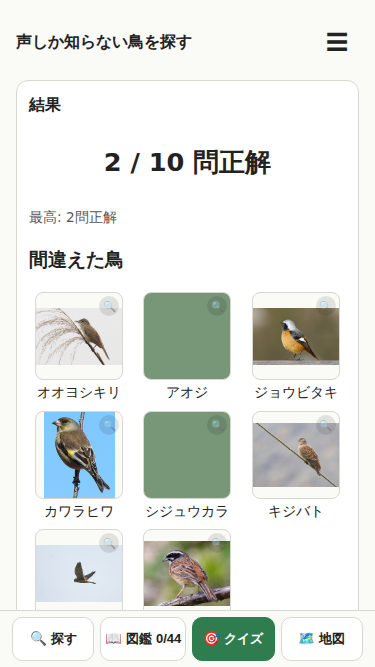 声しか知らない鳥を探す
結果
2 / 10 問正解
最高: 2問正解
間違えた鳥
オオヨシキリ
アオジ
ジョウビタキ
カワラヒワ
シジュウカラ
キジバト
探す
図鑑 0/44
クイズ
地図